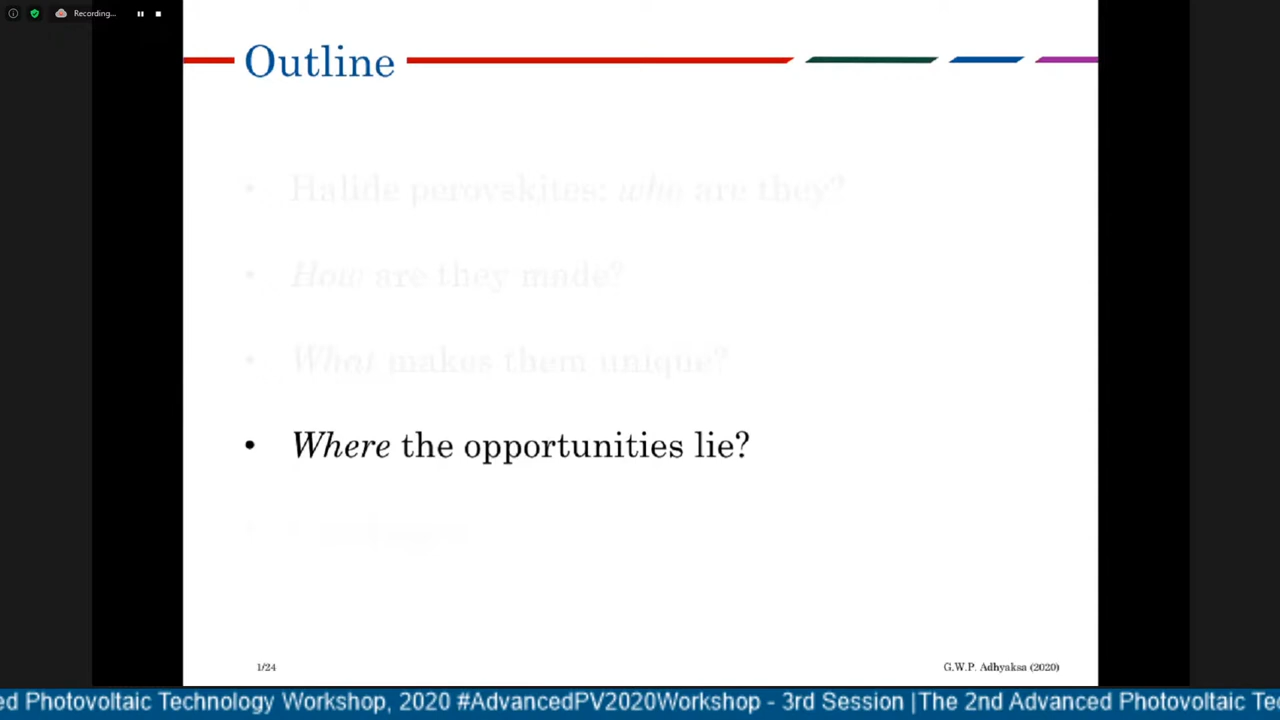 Recording...
Outline
• Halide perovskites: who are they?
• How are they made?
• What makes them unique?
• Where the opportunities lie?
1/24
G.W.P. Adhyaksa (2020)
ed Photovoltaic Technology Workshop, 2020 #AdvancedPV2020Workshop - 3rd Session |The 2nd Advanced Photovoltaic Te